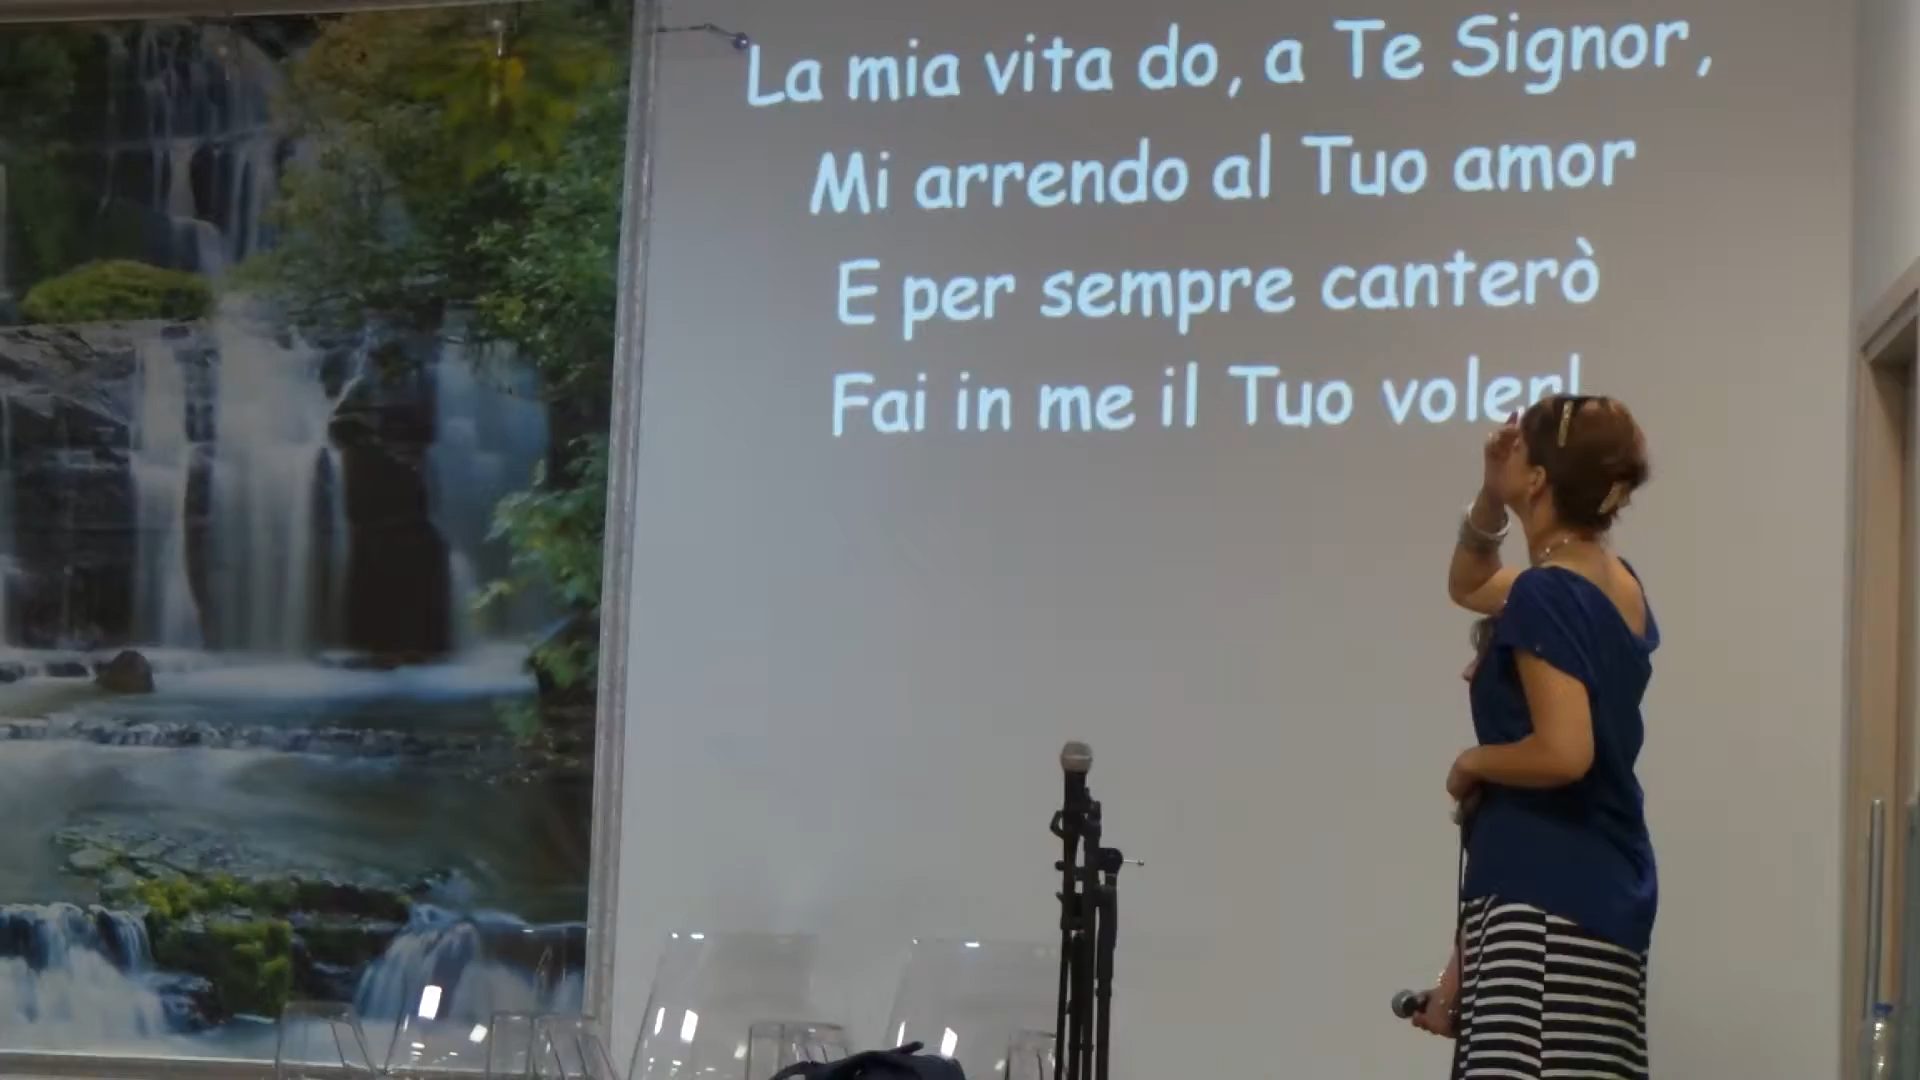 La mia vita do, a Te Signor,
Mi arrendo al Tuo amor
E per sempre canterò
Fai in me il Tuo voler!